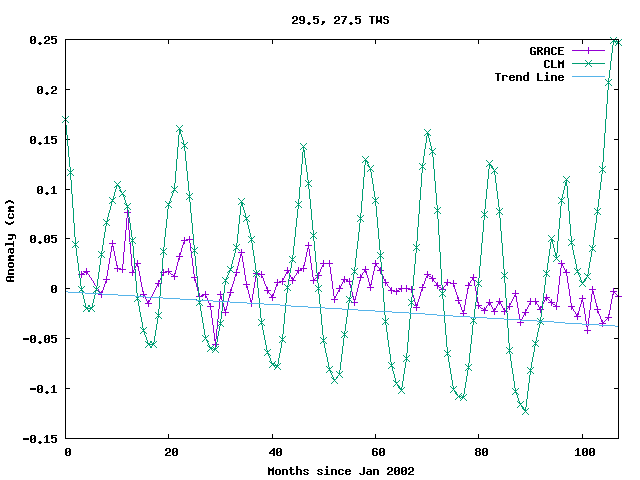 29.5, 27.5 TWS
GRACE
CLM
Trend Line
0.25
0.2
0.15
0.1
0.05
0
-0.05
-0.1
-0.15
Anomaly (cm)
0 20 40 60 80 100
Months since Jan 2002